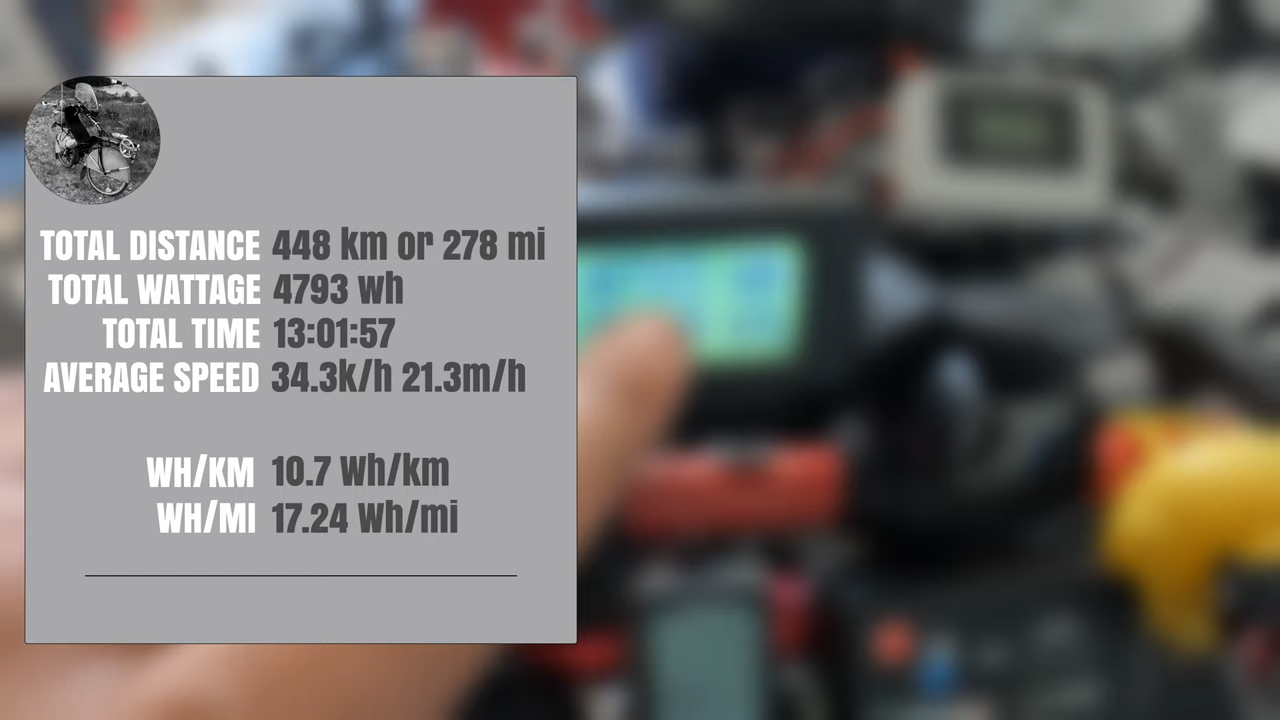 TOTAL DISTANCE 448 km or 278 mi
TOTAL WATTAGE 4793 wh
TOTAL TIME 13:01:57
AVERAGE SPEED 34.3k/h 21.3m/h
WH/KM 10.7 Wh/km
WH/MI 17.24 Wh/mi